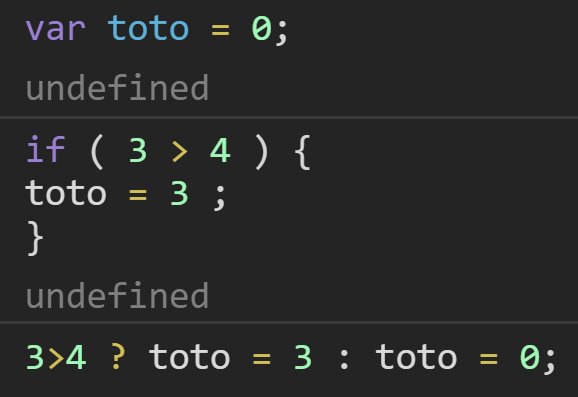 var toto = 0;
undefined
if ( 3 > 4 ) {
toto = 3 ;
}
undefined
3>4 ? toto = 3 : toto = 0;